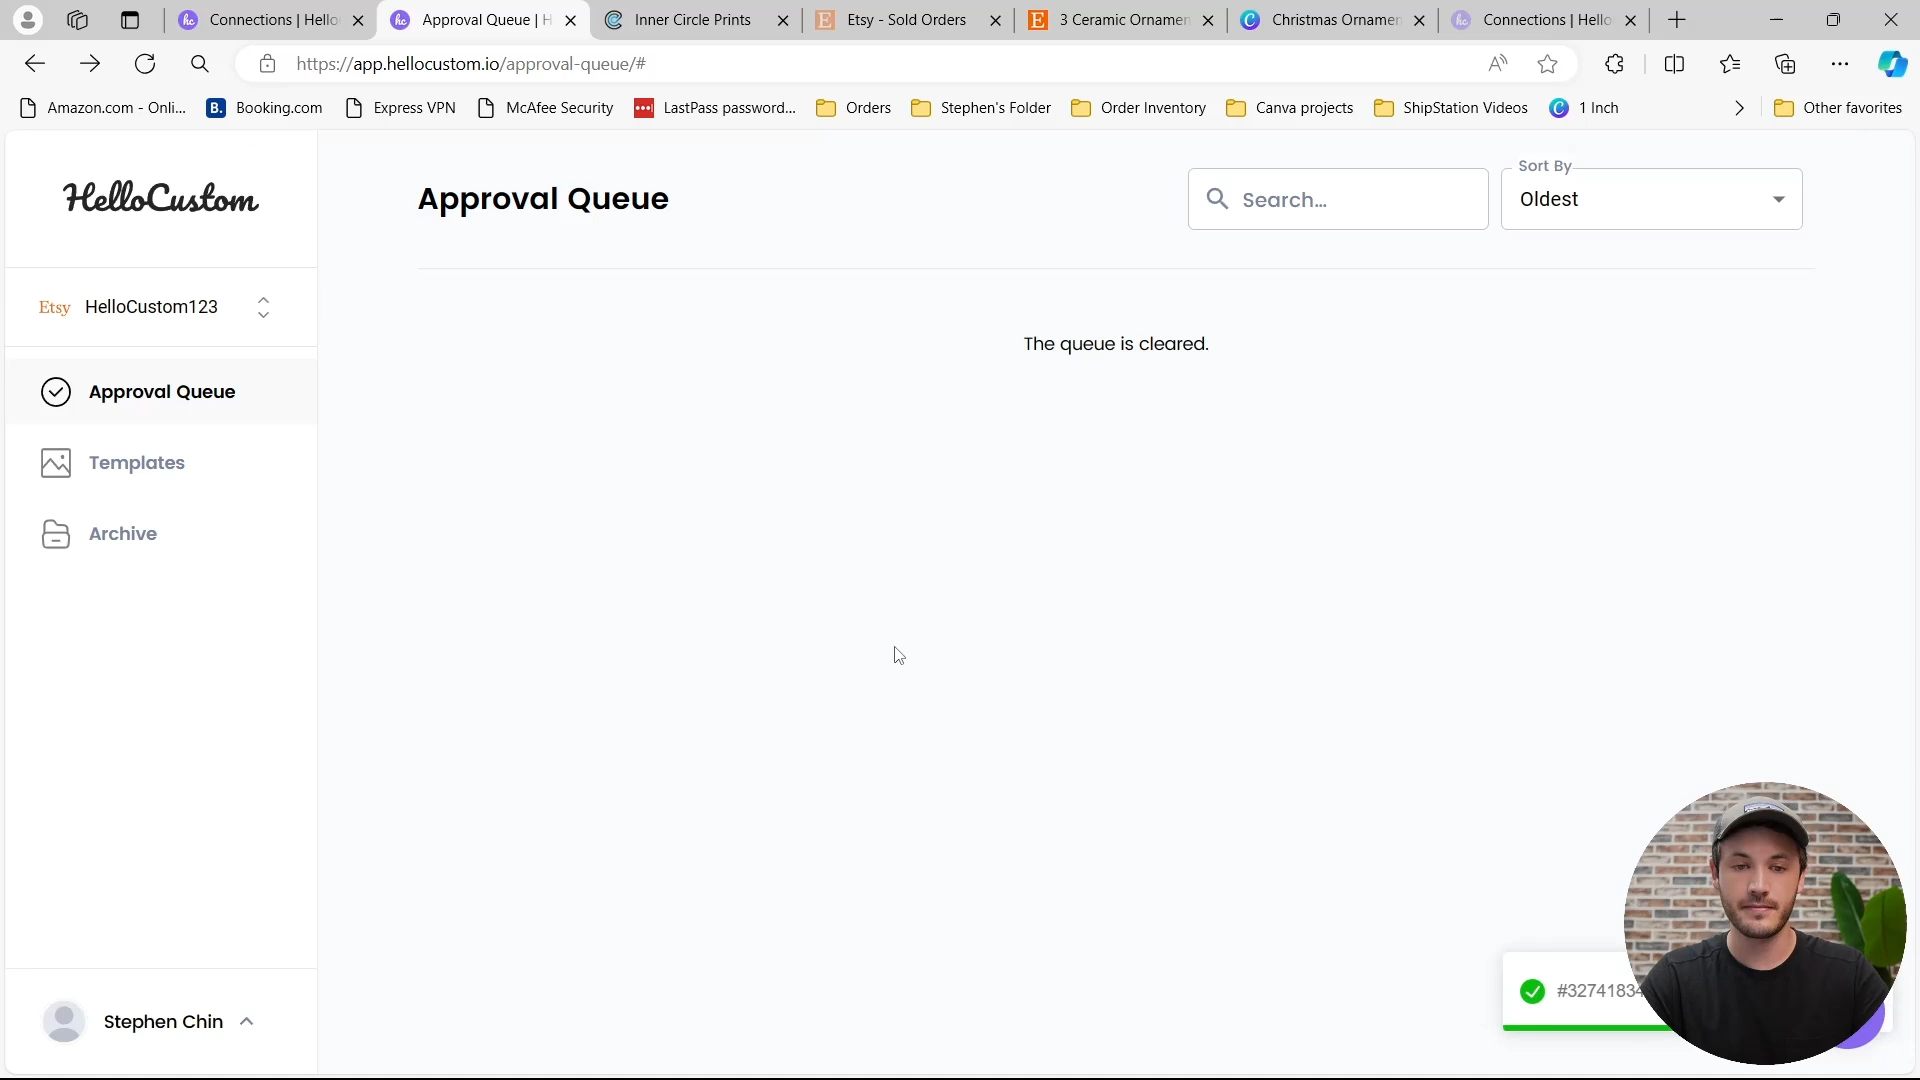 Connections | Hello
Approval Queue | H
Inner Circle Prints
Etsy - Sold Orders
3 Ceramic Ornamen
Christmas Ornamen
Connections | Hello
https://app.hellocustom.io/approval-queue/#
Amazon.com - Onli...
Booking.com
Express VPN
McAfee Security
LastPass password...
Orders
Stephen's Folder
Order Inventory
Canva projects
ShipStation Videos
1 Inch
Other favorites
HelloCustom
Approval Queue
Search...
Sort By
Oldest
Etsy HelloCustom123
The queue is cleared.
Approval Queue
Templates
Archive
#32741834
Stephen Chin